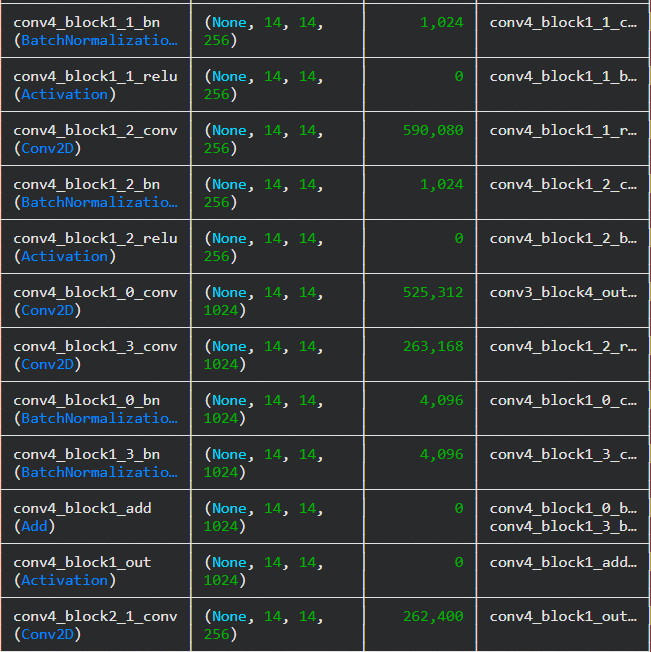 conv4_block1_1_bn (None, 14, 14, 1,024 conv4_block1_1_c…
(BatchNormalizatio… 256)
conv4_block1_1_relu (None, 14, 14, 0 conv4_block1_1_b…
(Activation) 256)
conv4_block1_2_conv (None, 14, 14, 590,080 conv4_block1_1_r…
(Conv2D) 256)
conv4_block1_2_bn (None, 14, 14, 1,024 conv4_block1_2_c…
(BatchNormalizatio… 256)
conv4_block1_2_relu (None, 14, 14, 0 conv4_block1_2_b…
(Activation) 256)
conv4_block1_0_conv (None, 14, 14, 525,312 conv3_block4_out…
(Conv2D) 1024)
conv4_block1_3_conv (None, 14, 14, 263,168 conv4_block1_2_r…
(Conv2D) 1024)
conv4_block1_0_bn (None, 14, 14, 4,096 conv4_block1_0_c…
(BatchNormalizatio… 1024)
conv4_block1_3_bn (None, 14, 14, 4,096 conv4_block1_3_c…
(BatchNormalizatio… 1024)
conv4_block1_add (None, 14, 14, 0 conv4_block1_0_b…
(Add) 1024) conv4_block1_3_b…
conv4_block1_out (None, 14, 14, 0 conv4_block1_add…
(Activation) 1024)
conv4_block2_1_conv (None, 14, 14, 262,400 conv4_block1_out…
(Conv2D) 256)